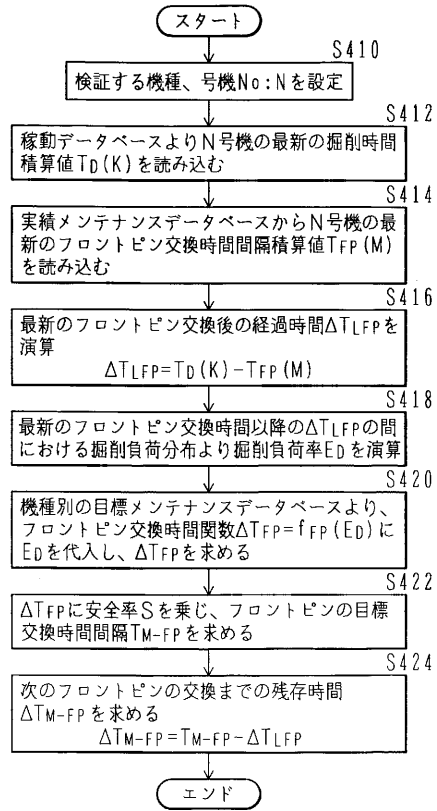 スタート
S410
検証する機種、号機No:Nを設定
S412
稼動データベースよりN号機の最新の掘削時間
積算値TD(K)を読み込む
S414
実績メンテナンスデータベースからN号機の最
新のフロントピン交換時間間隔積算値TFP(M)
を読み込む
S416
最新のフロントピン交換後の経過時間ΔTLFPを
演算
ΔTLFP=TD(K)-TFP(M)
S418
最新のフロントピン交換時間以降のΔTLFPの間
における掘削負荷分布より掘削負荷率EDを演算
S420
機種別の目標メンテナンスデータベースより、
フロントピン交換時間関数ΔTFP=fFP(ED)に
EDを代入し、ΔTFPを求める
S422
ΔTFPに安全率Sを乗じ、フロントピンの目標
交換時間間隔TM-FPを求める
S424
次のフロントピンの交換までの残存時間
ΔTM-FPを求める
ΔTM-FP=TM-FP-ΔTLFP
エンド